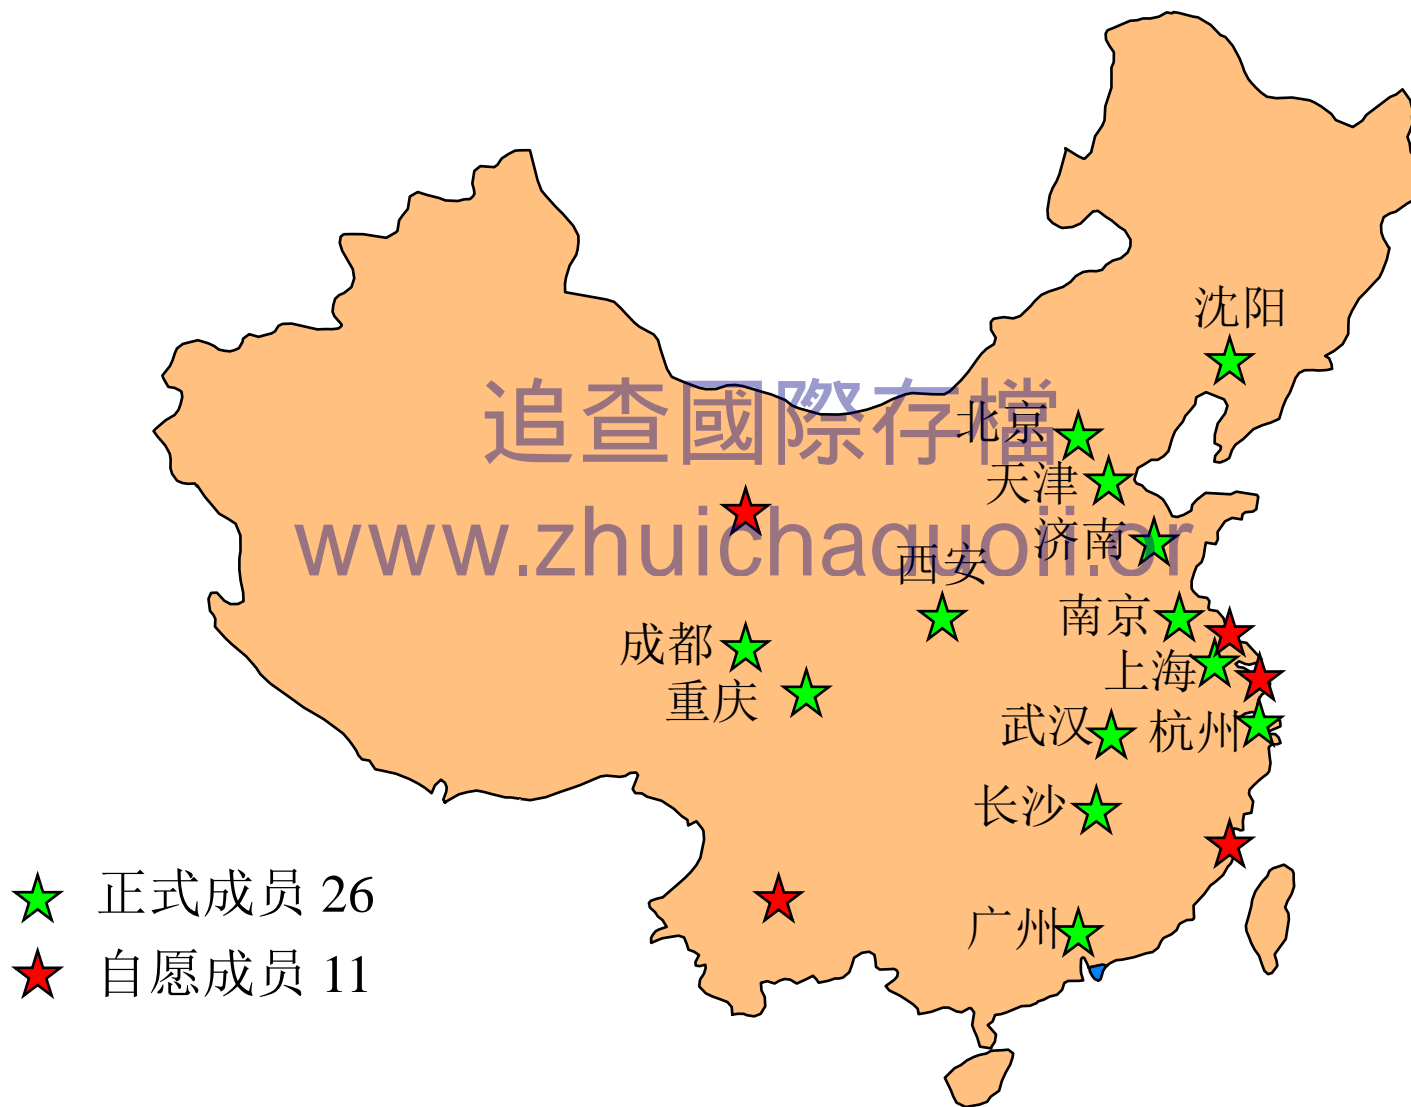 沈阳
追查國際存檔
北京
天津
www.zhuichaguoji.or
济南
西安
南京
成都
上海
重庆
武汉
杭州
长沙
正式成员 26
广州
自愿成员 11